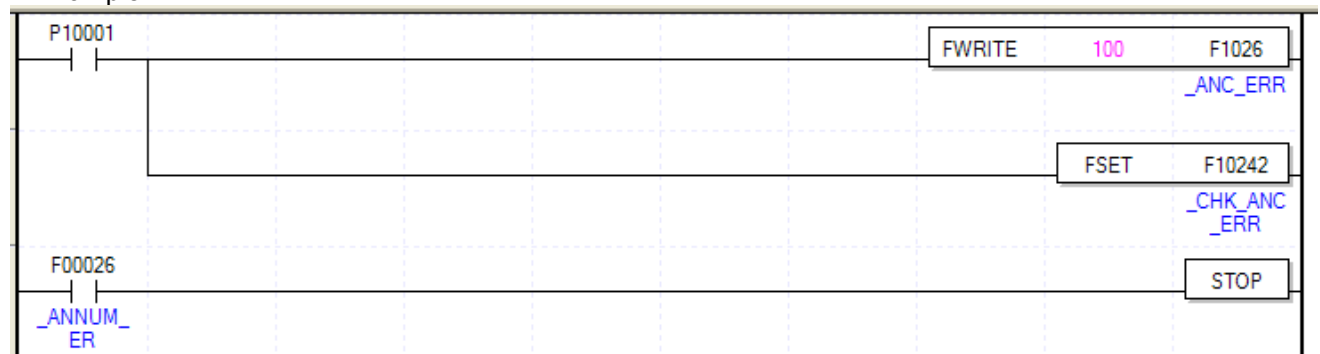 P10001
FWRITE 100 F1026
_ANC_ERR
FSET F10242
_CHK_ANC
_ERR
F00026
STOP
_ANNUM_
ER